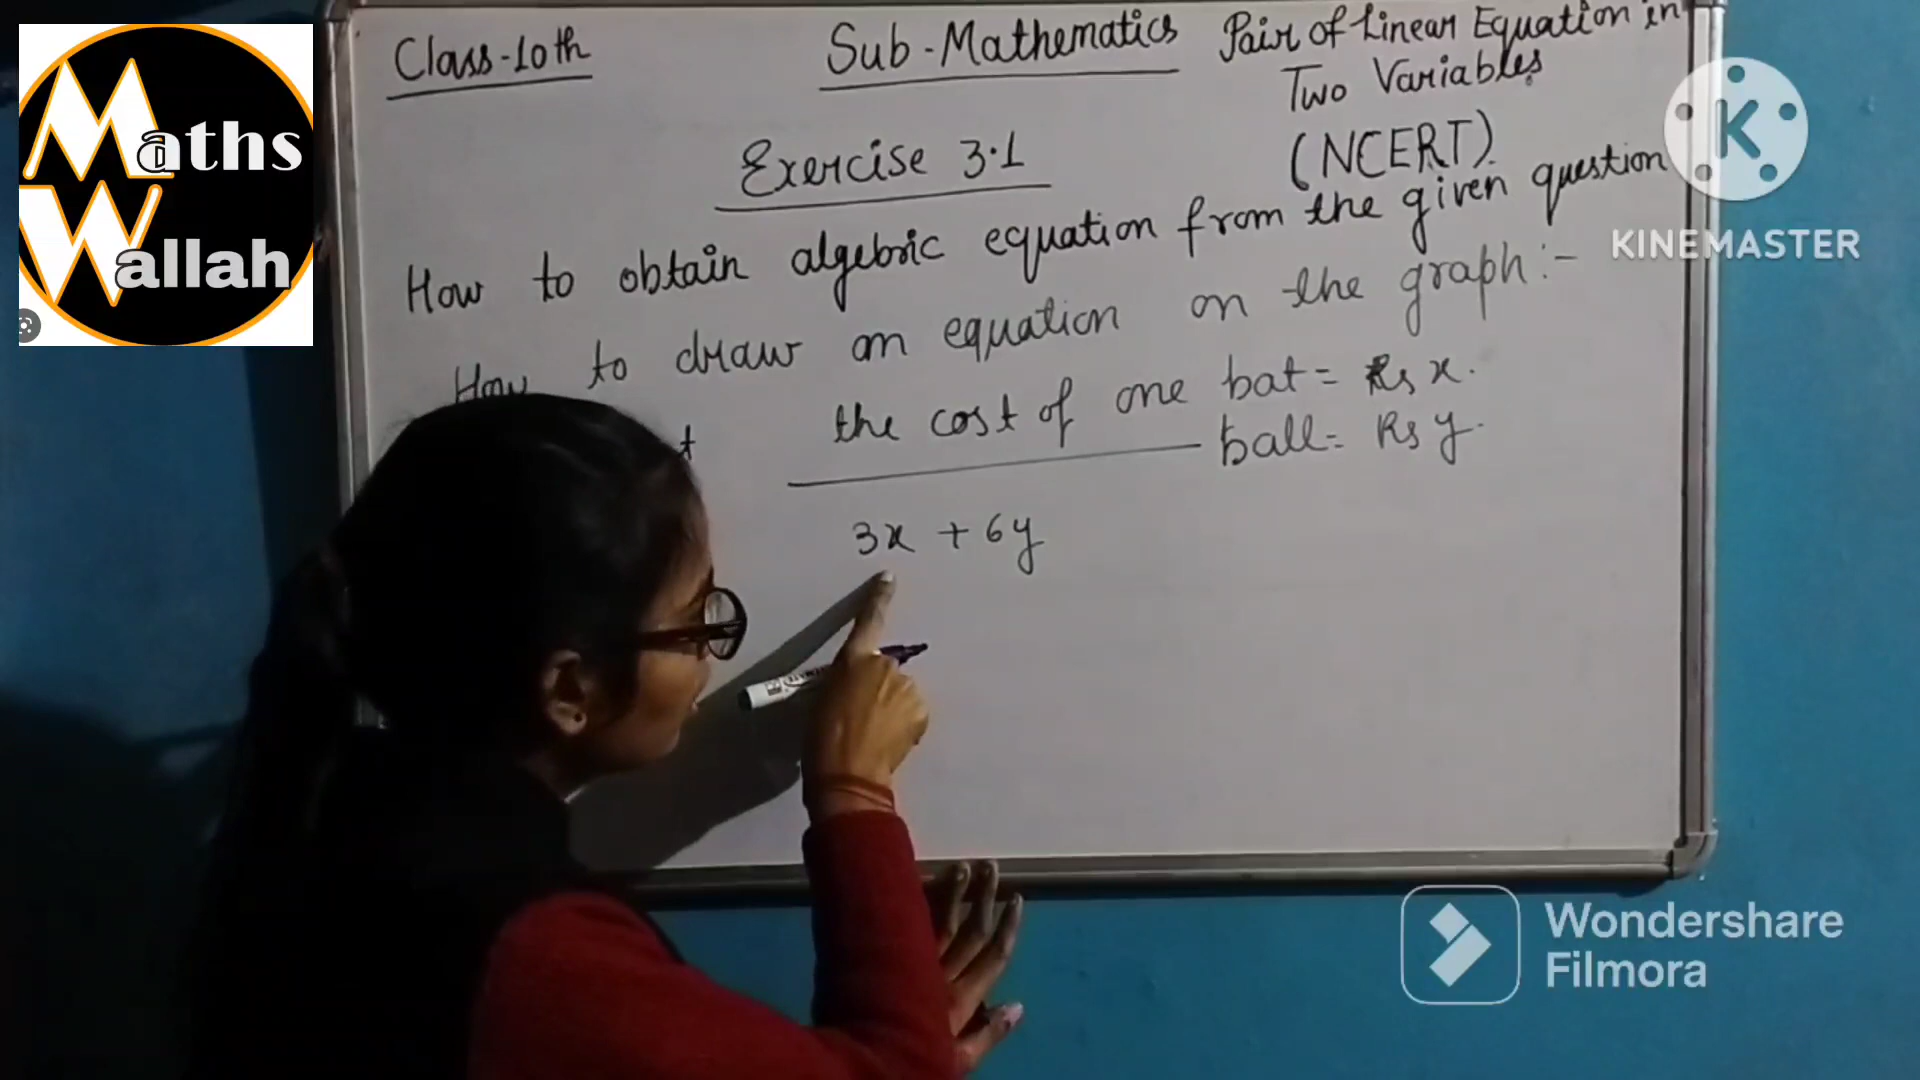 Maths
Wallah
Class-10th
Sub-Mathematics
Pair of Linear Equation in
Two Variables
(NCERT)
Exercise 3.1
How to obtain algebric equation from the given question
How to draw an equation on the graph:-
the cost of one bat = Rs x.
ball = Rs y.
3x + 6y
K
KINEMASTER
Wondershare
Filmora